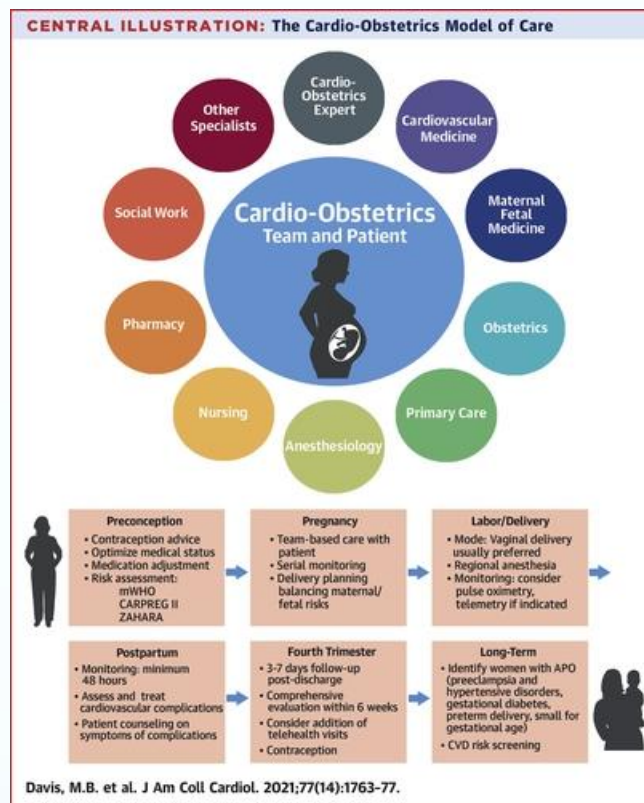 CENTRAL ILLUSTRATION: The Cardio-Obstetrics Model of Care
Cardio-
Obstetrics
Expert
Other
Specialists
Cardiovascular
Medicine
Social Work
Cardio-Obstetrics
Team and Patient
Maternal
Fetal
Medicine
Pharmacy
Obstetrics
Nursing
Anesthesiology
Primary Care
Preconception
• Contraception advice
• Optimize medical status
• Medication adjustment
• Risk assessment:
mWHO
CARPREG II
ZAHARA
Pregnancy
• Team-based care with
patient
• Serial monitoring
• Delivery planning
balancing maternal/
fetal risks
Labor/Delivery
• Mode: Vaginal delivery
usually preferred
• Regional anesthesia
• Monitoring: consider
pulse oximetry,
telemetry if indicated
Postpartum
• Monitoring: minimum
48 hours
• Assess and treat
cardiovascular complications
• Patient counseling on
symptoms of complications
Fourth Trimester
• 3-7 days follow-up
post-discharge
• Comprehensive
evaluation within 6 weeks
• Consider addition of
telehealth visits
• Contraception
Long-Term
• Identify women with APO
(preeclampsia and
hypertensive disorders,
gestational diabetes,
preterm delivery, small for
gestational age)
• CVD risk screening
Davis, M.B. et al. J Am Coll Cardiol. 2021;77(14):1763–77.